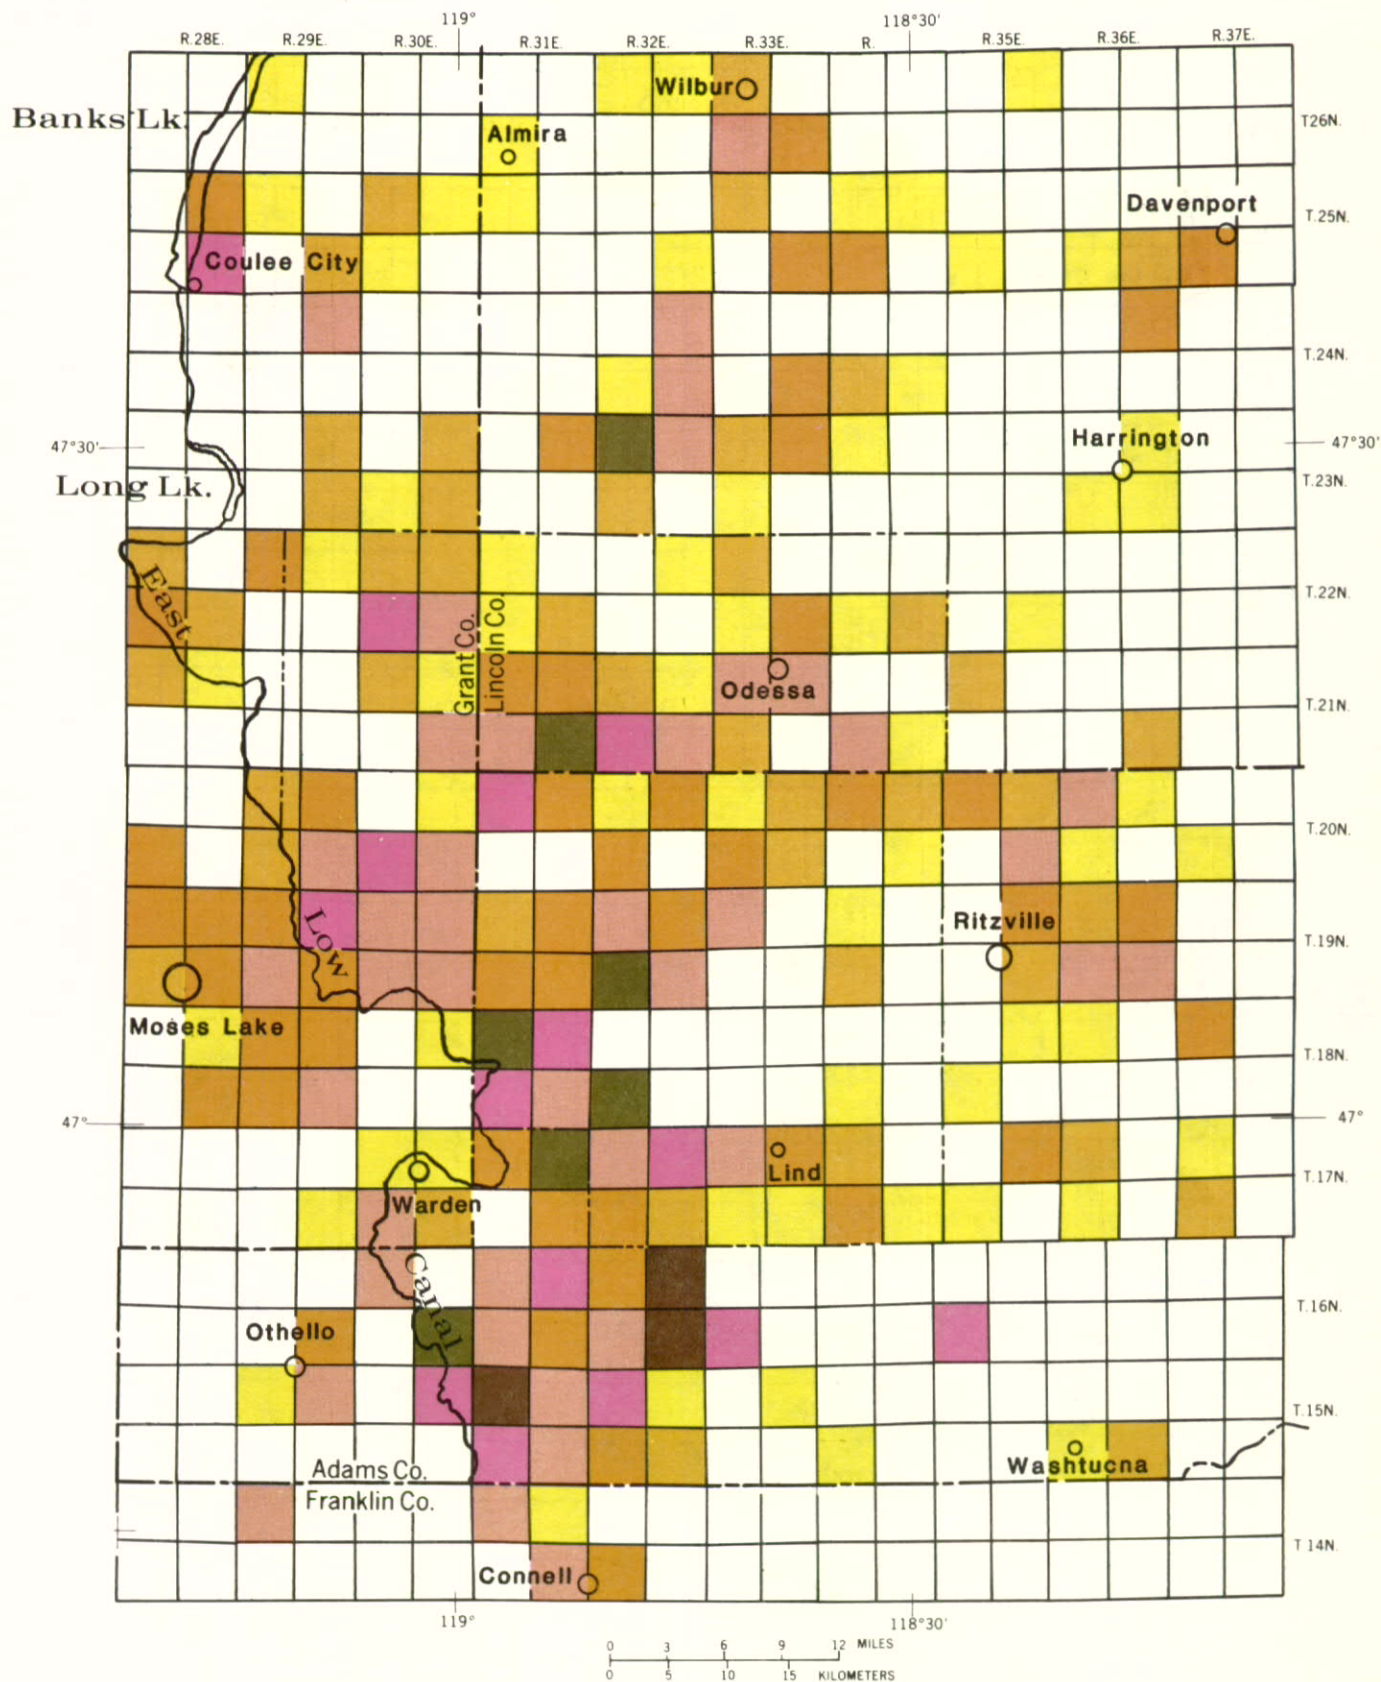 119° 118°30'
R.28E. R.29E. R.30E. R.31E. R.32E. R.33E. R. R.35E. R.36E. R.37E.
Wilbur
Banks Lk.
T26N.
Almira
Davenport
T.25N.
Coulee City
T.24N.
47°30' Harrington 47°30'
Long Lk.
T.23N.
East
T.22N.
Grant Co.
Lincoln Co.
Odessa
T.21N.
T.20N.
Low
Ritzville
T.19N.
Moses Lake
T.18N.
47° 47°
Lind
T.17N.
Warden
Canal
T.16N.
Othello
T.15N.
Adams Co.
Washtucna
Franklin Co.
T 14N.
Connell
119° 118°30'
0 3 6 9 12 MILES
0 5 10 15 KILOMETERS